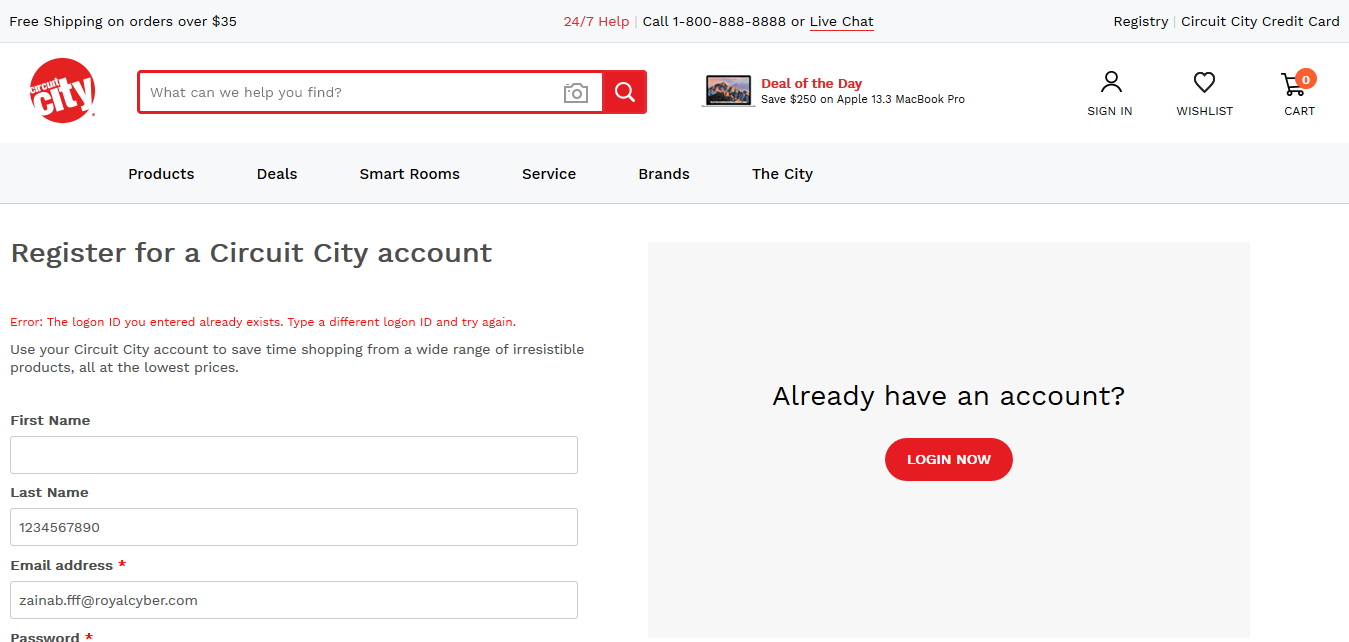 Free Shipping on orders over $35
24/7 Help | Call 1-800-888-8888 or Live Chat
Registry | Circuit City Credit Card
circuit city
What can we help you find?
Deal of the Day
Save $250 on Apple 13.3 MacBook Pro
SIGN IN
WISHLIST
0
CART
Products
Deals
Smart Rooms
Service
Brands
The City
Register for a Circuit City account
Error: The logon ID you entered already exists. Type a different logon ID and try again.
Use your Circuit City account to save time shopping from a wide range of irresistible
products, all at the lowest prices.
First Name
Last Name
1234567890
Email address *
zainab.fff@royalcyber.com
Password *
Already have an account?
LOGIN NOW